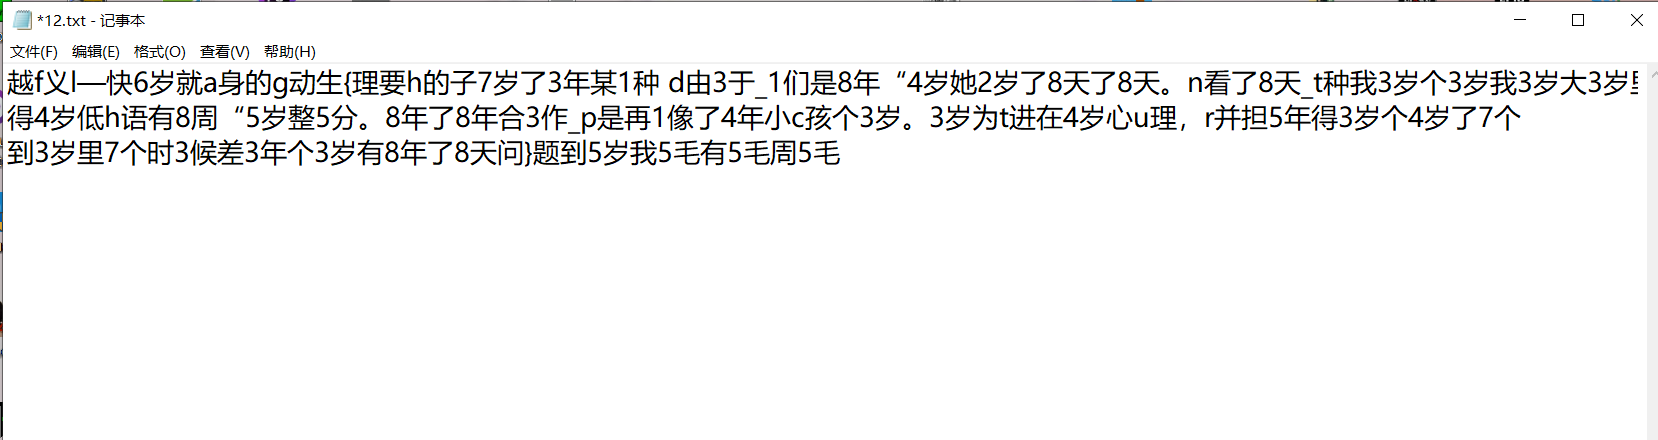 *12.txt - 记事本
文件(F) 编辑(E) 格式(O) 查看(V) 帮助(H)
越f义l—快6岁就a身的g动生{理要h的子7岁了3年某1种 d由3于_1们是8年“4岁她2岁了8天了8天。n看了8天_t种我3岁个3岁我3岁大3岁里
得4岁低h语有8周“5岁整5分。8年了8年合3作_p是再1像了4年小c孩个3岁。3岁为t进在4岁心u理，r并担5年得3岁个4岁了7个
到3岁里7个时3候差3年个3岁有8年了8天问}题到5岁我5毛有5毛周5毛